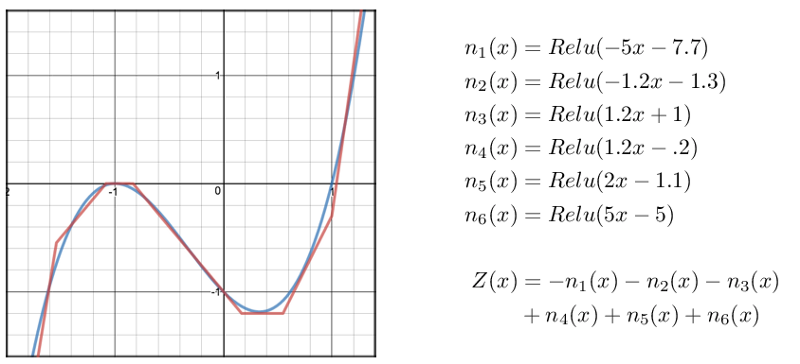 1
2
-1
0
1
-1
n₁(x) = Relu(−5x − 7.7)
n₂(x) = Relu(−1.2x − 1.3)
n₃(x) = Relu(1.2x + 1)
n₄(x) = Relu(1.2x − .2)
n₅(x) = Relu(2x − 1.1)
n₆(x) = Relu(5x − 5)
Z(x) = −n₁(x) − n₂(x) − n₃(x)
+ n₄(x) + n₅(x) + n₆(x)